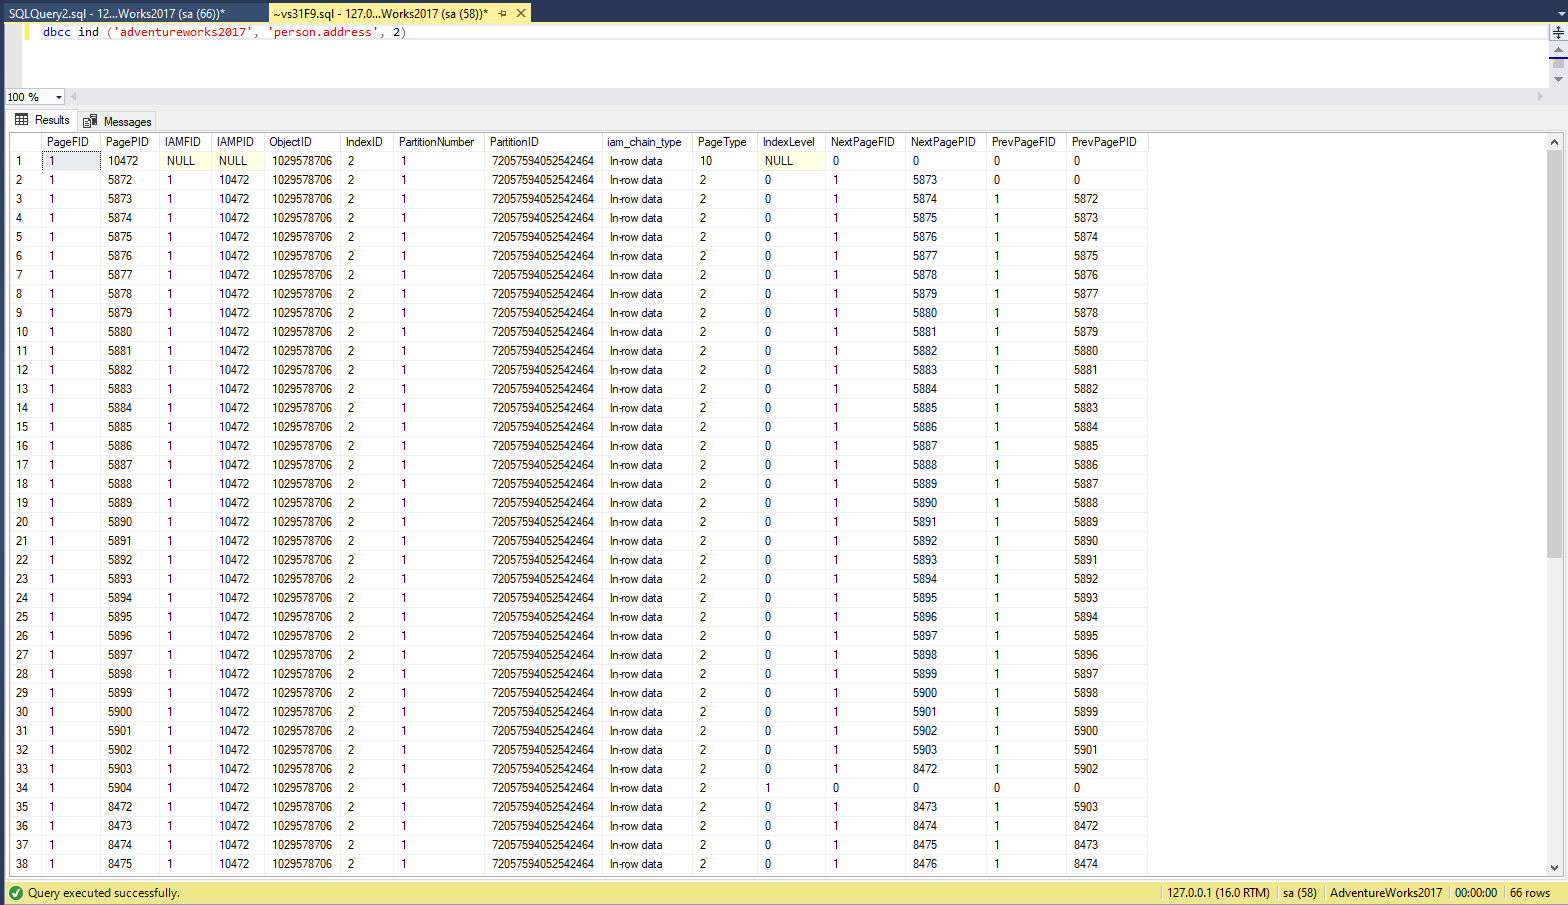 SQLQuery2.sql - 12...Works2017 (sa (66))* ~vs31F9.sql - 127.0...Works2017 (sa (58))*
dbcc ind ('adventureworks2017', 'person.address', 2)
100 %
Results Messages
PageFID PagePID IAMFID IAMPID ObjectID IndexID PartitionNumber PartitionID iam_chain_type PageType IndexLevel NextPageFID NextPagePID PrevPageFID PrevPagePID
1 1 10472 NULL NULL 1029578706 2 1 72057594052542464 In-row data 10 NULL 0 0 0 0
2 1 5872 1 10472 1029578706 2 1 72057594052542464 In-row data 2 0 1 5873 0 0
3 1 5873 1 10472 1029578706 2 1 72057594052542464 In-row data 2 0 1 5874 1 5872
4 1 5874 1 10472 1029578706 2 1 72057594052542464 In-row data 2 0 1 5875 1 5873
5 1 5875 1 10472 1029578706 2 1 72057594052542464 In-row data 2 0 1 5876 1 5874
6 1 5876 1 10472 1029578706 2 1 72057594052542464 In-row data 2 0 1 5877 1 5875
7 1 5877 1 10472 1029578706 2 1 72057594052542464 In-row data 2 0 1 5878 1 5876
8 1 5878 1 10472 1029578706 2 1 72057594052542464 In-row data 2 0 1 5879 1 5877
9 1 5879 1 10472 1029578706 2 1 72057594052542464 In-row data 2 0 1 5880 1 5878
10 1 5880 1 10472 1029578706 2 1 72057594052542464 In-row data 2 0 1 5881 1 5879
11 1 5881 1 10472 1029578706 2 1 72057594052542464 In-row data 2 0 1 5882 1 5880
12 1 5882 1 10472 1029578706 2 1 72057594052542464 In-row data 2 0 1 5883 1 5881
13 1 5883 1 10472 1029578706 2 1 72057594052542464 In-row data 2 0 1 5884 1 5882
14 1 5884 1 10472 1029578706 2 1 72057594052542464 In-row data 2 0 1 5885 1 5883
15 1 5885 1 10472 1029578706 2 1 72057594052542464 In-row data 2 0 1 5886 1 5884
16 1 5886 1 10472 1029578706 2 1 72057594052542464 In-row data 2 0 1 5887 1 5885
17 1 5887 1 10472 1029578706 2 1 72057594052542464 In-row data 2 0 1 5888 1 5886
18 1 5888 1 10472 1029578706 2 1 72057594052542464 In-row data 2 0 1 5889 1 5887
19 1 5889 1 10472 1029578706 2 1 72057594052542464 In-row data 2 0 1 5890 1 5888
20 1 5890 1 10472 1029578706 2 1 72057594052542464 In-row data 2 0 1 5891 1 5889
21 1 5891 1 10472 1029578706 2 1 72057594052542464 In-row data 2 0 1 5892 1 5890
22 1 5892 1 10472 1029578706 2 1 72057594052542464 In-row data 2 0 1 5893 1 5891
23 1 5893 1 10472 1029578706 2 1 72057594052542464 In-row data 2 0 1 5894 1 5892
24 1 5894 1 10472 1029578706 2 1 72057594052542464 In-row data 2 0 1 5895 1 5893
25 1 5895 1 10472 1029578706 2 1 72057594052542464 In-row data 2 0 1 5896 1 5894
26 1 5896 1 10472 1029578706 2 1 72057594052542464 In-row data 2 0 1 5897 1 5895
27 1 5897 1 10472 1029578706 2 1 72057594052542464 In-row data 2 0 1 5898 1 5896
28 1 5898 1 10472 1029578706 2 1 72057594052542464 In-row data 2 0 1 5899 1 5897
29 1 5899 1 10472 1029578706 2 1 72057594052542464 In-row data 2 0 1 5900 1 5898
30 1 5900 1 10472 1029578706 2 1 72057594052542464 In-row data 2 0 1 5901 1 5899
31 1 5901 1 10472 1029578706 2 1 72057594052542464 In-row data 2 0 1 5902 1 5900
32 1 5902 1 10472 1029578706 2 1 72057594052542464 In-row data 2 0 1 5903 1 5901
33 1 5903 1 10472 1029578706 2 1 72057594052542464 In-row data 2 0 1 8472 1 5902
34 1 5904 1 10472 1029578706 2 1 72057594052542464 In-row data 2 1 0 0 0 0
35 1 8472 1 10472 1029578706 2 1 72057594052542464 In-row data 2 0 1 8473 1 5903
36 1 8473 1 10472 1029578706 2 1 72057594052542464 In-row data 2 0 1 8474 1 8472
37 1 8474 1 10472 1029578706 2 1 72057594052542464 In-row data 2 0 1 8475 1 8473
38 1 8475 1 10472 1029578706 2 1 72057594052542464 In-row data 2 0 1 8476 1 8474
Query executed successfully. 127.0.0.1 (16.0 RTM) sa (58) AdventureWorks2017 00:00:00 66 rows